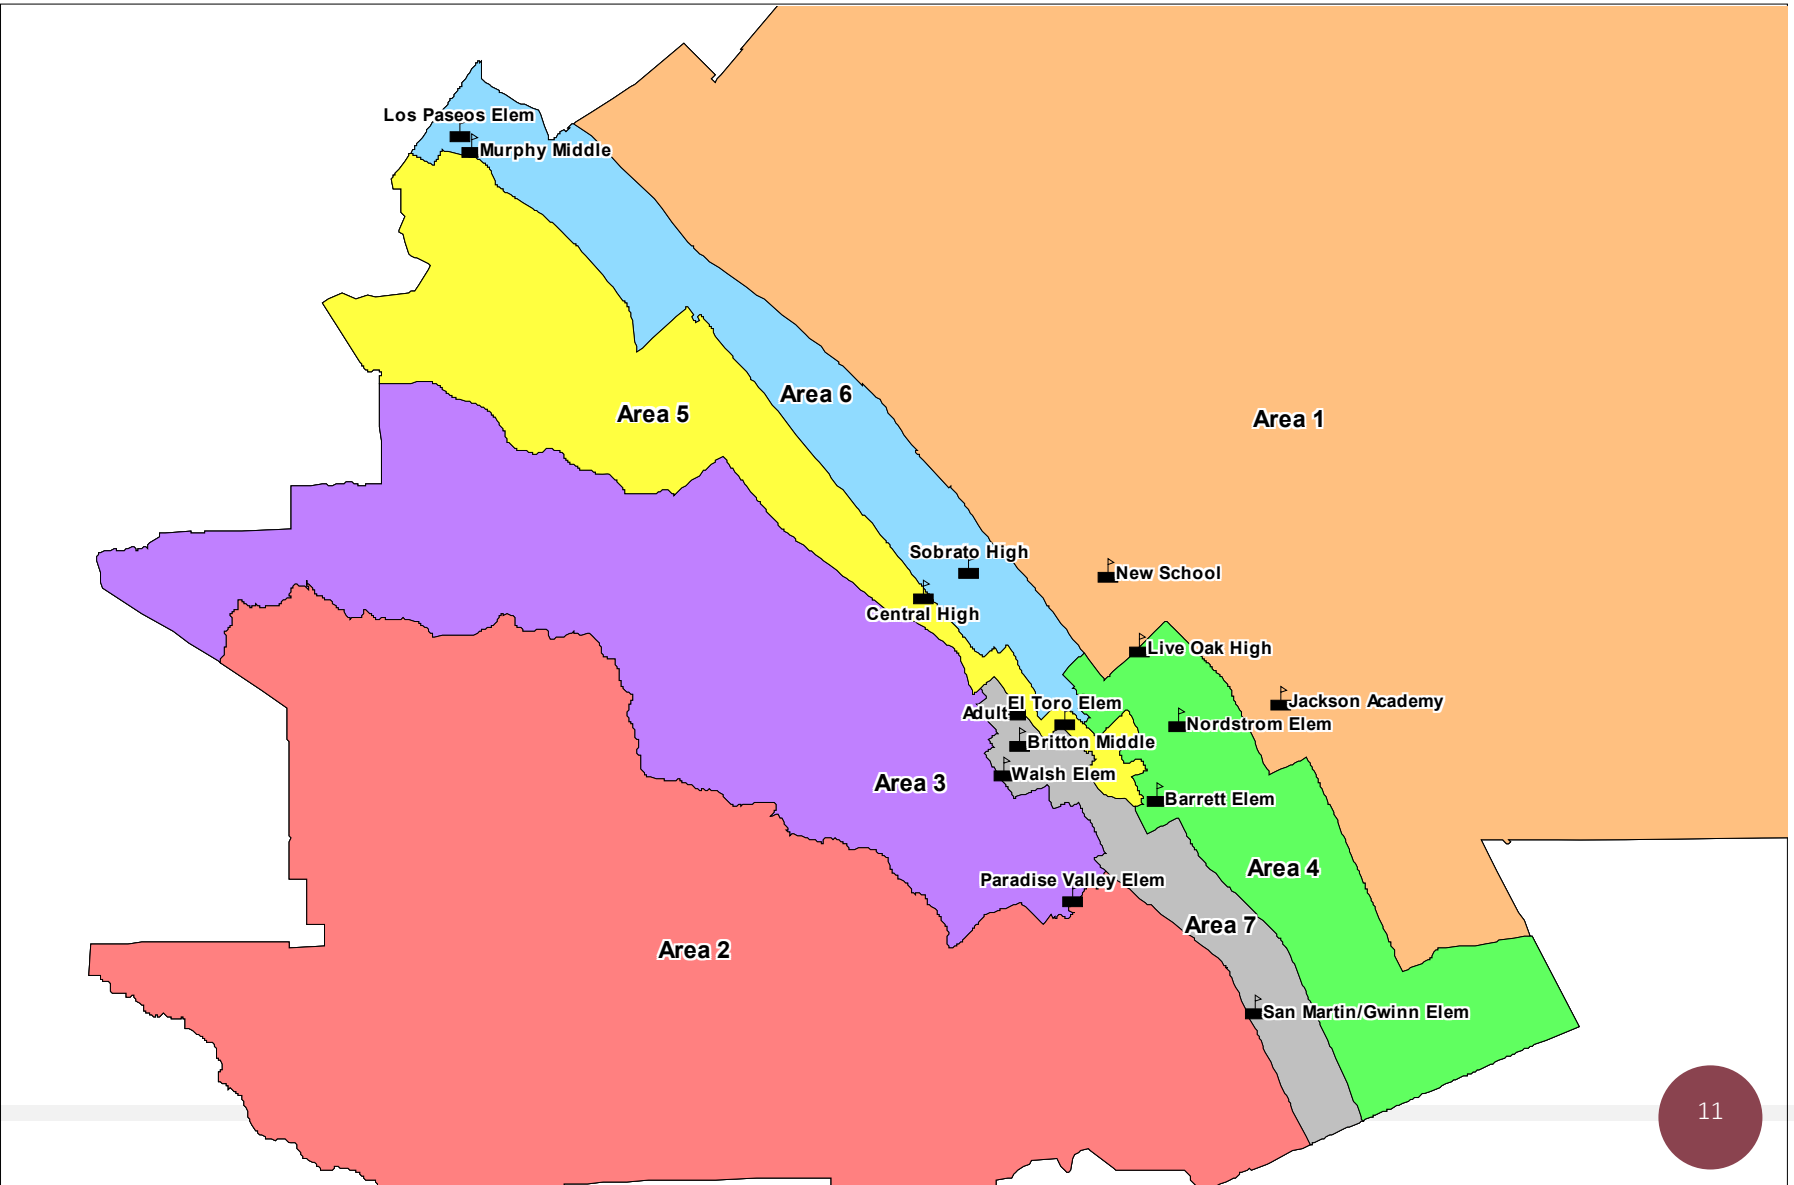 Los Paseos Elem
Murphy Middle
Area 6
Area 5
Area 1
Sobrato High
New School
Central High
Live Oak High
El Toro Elem
Jackson Academy
Adult
Nordstrom Elem
Britton Middle
Walsh Elem
Area 3
Barrett Elem
Area 4
Paradise Valley Elem
Area 7
Area 2
San Martin/Gwinn Elem
11